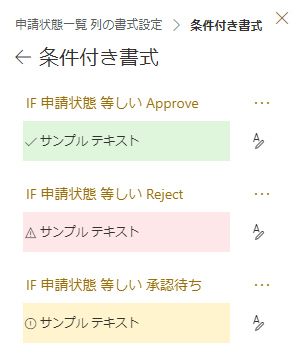 申請状態一覧 列の書式設定 > 条件付き書式
条件付き書式
IF 申請状態 等しい Approve
サンプル テキスト
IF 申請状態 等しい Reject
サンプル テキスト
IF 申請状態 等しい 承認待ち
サンプル テキスト